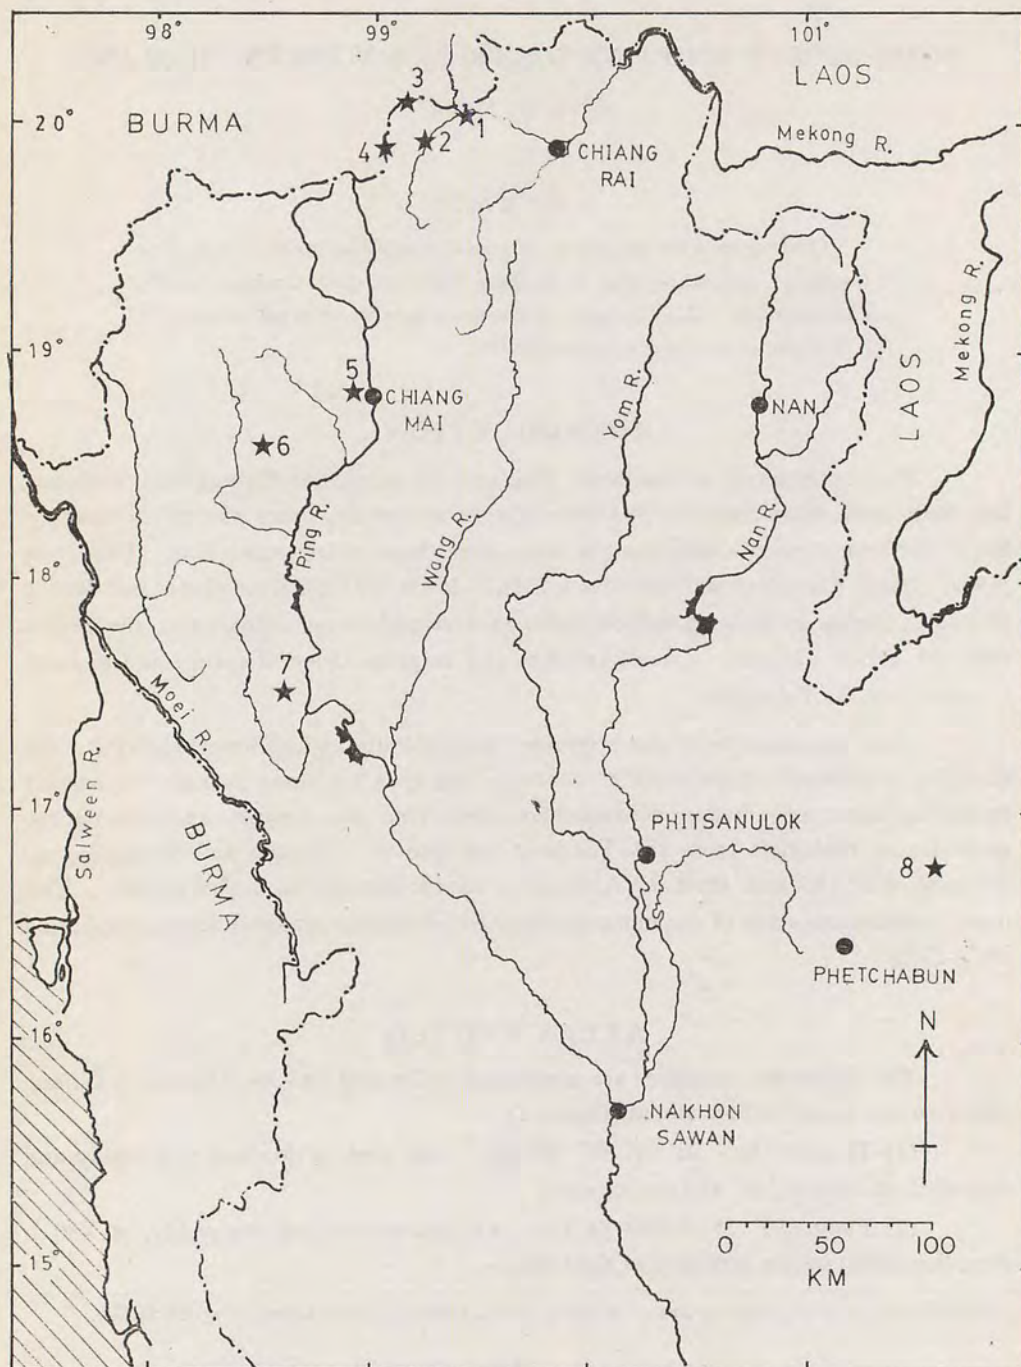 98°
99°
101°
LAOS
3
BURMA
20°
1
2
4
Mekong R.
CHIANG
RAI
Mekong R.
19°
5
CHIANG
MAI
NAN
LAOS
Yom R.
6
Ping R.
Wang R.
Nan R.
18°
7
Moei R.
Salween R.
17°
BURMA
PHITSANULOK
8
PHETCHABUN
16°
N
NAKHON
SAWAN
15°
0 50 100
KM